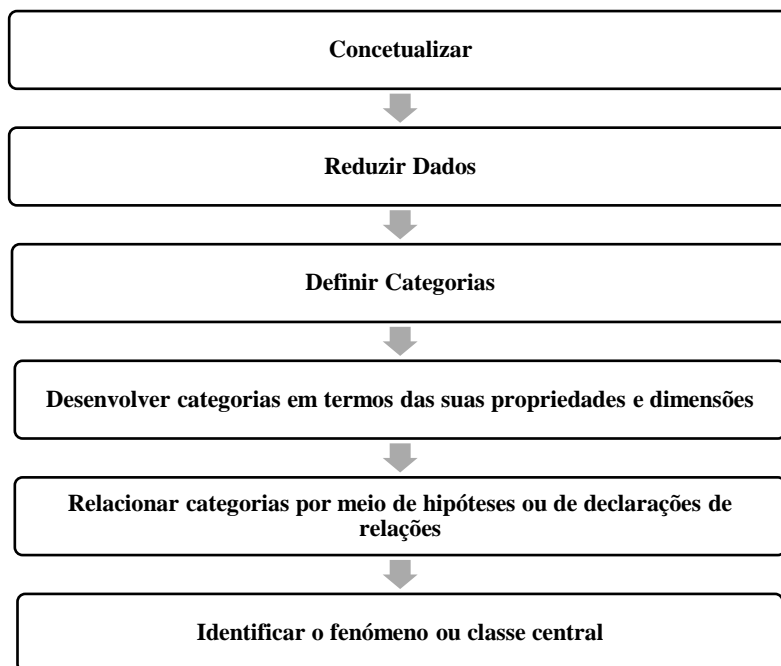 Concetualizar
Reduzir Dados
Definir Categorias
Desenvolver categorias em termos das suas propriedades e dimensões
Relacionar categorias por meio de hipóteses ou de declarações de
relações
Identificar o fenómeno ou classe central